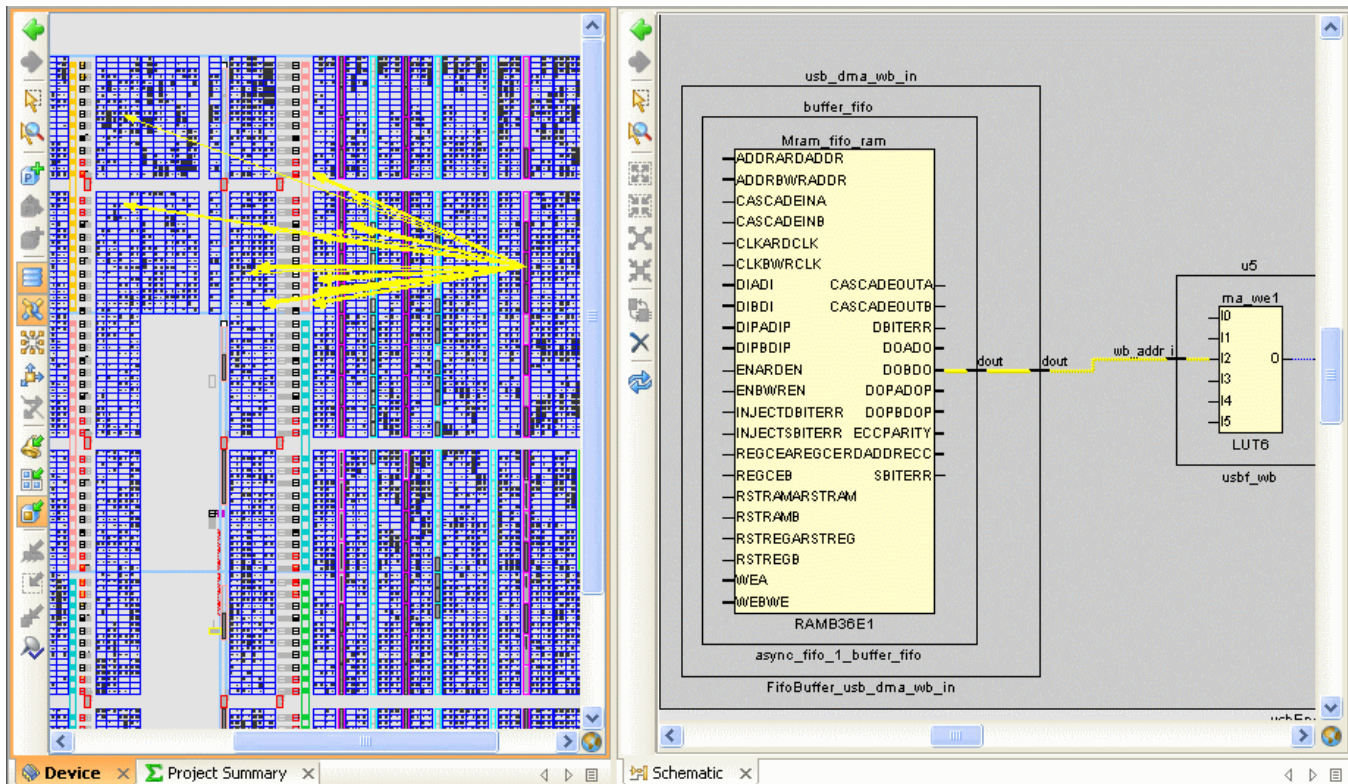 usb_dma_wb_in
buffer_fifo
Mram_fifo_ram
ADDRARDADDR
ADDRBWRADDR
CASCADEINA
CASCADEINB
CLKARDCLK
CLKBWRCLK
DIADI CASCADEOUTA
DIBDI CASCADEOUTB
DIPADIP DBITERR
DIPBDIP DOADO
ENARDEN DOBDO
ENBWREN DOPADOP
INJECTDBITERR DOPBDOP
INJECTSBITERR ECCPARITY
REGCEAREGCERDADDRECC
REGCEB SBITERR
RSTRAMARSTRAM
RSTRAMB
RSTREGARSTREG
RSTREGB
WEA
WEBWE
RAMB36E1
async_fifo_1_buffer_fifo
FifoBuffer_usb_dma_wb_in
dout
dout
wb_addr_i
u5
ma_we1
I0
I1
I2 O
I3
I4
I5
LUT6
usbf_wb
Device
Project Summary
Schematic